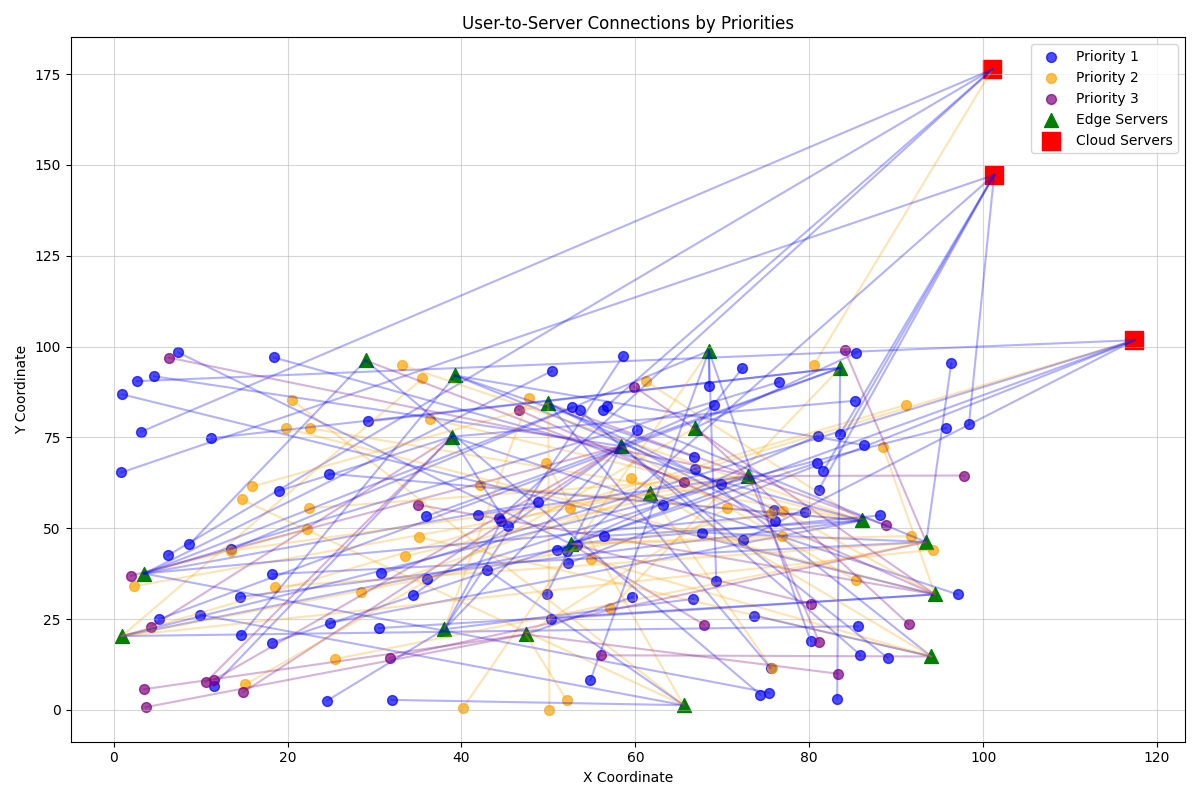 User-to-Server Connections by Priorities
Priority 1
Priority 2
Priority 3
Edge Servers
Cloud Servers
Y Coordinate
175
150
125
100
75
50
25
0
0 20 40 60 80 100 120
X Coordinate